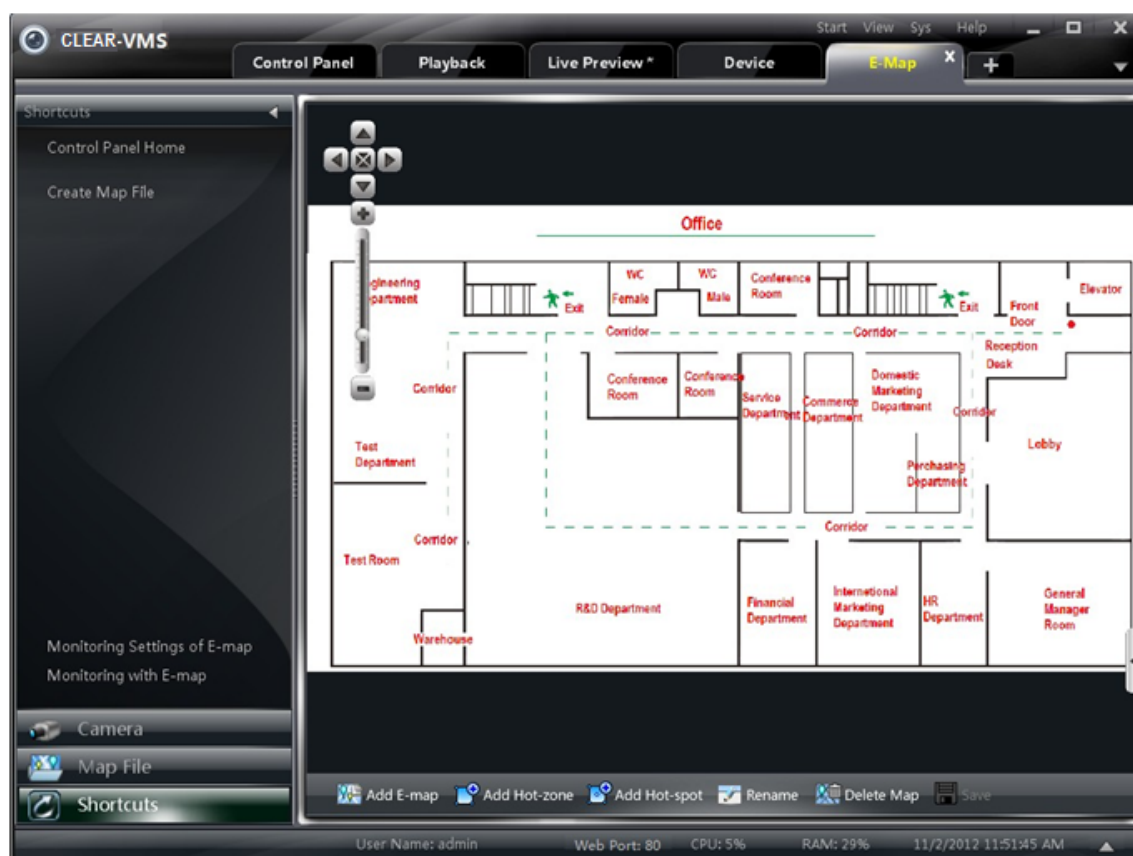 Start View Sys Help
CLEAR-VMS
Control Panel
Playback
Live Preview *
Device
E-Map
Shortcuts
Control Panel Home
Create Map File
Monitoring Settings of E-map
Monitoring with E-map
Camera
Map File
Shortcuts
Office
gineering
partment
Exit
WC
Female
WC
Male
Conference
Room
Exit
Front
Door
Elevator
Corridor
Corridor
Reception
Desk
Corridor
Conference
Room
Conference
Room
Service
Department
Commerce
Department
Domestic
Marketing
Department
Corridor
Lobby
Test
Department
Perchasing
Department
Corridor
Corridor
Test Room
Warehouse
R&D Department
Financial
Department
Internetional
Marketing
Department
HR
Department
General
Manager
Room
Add E-map
Add Hot-zone
Add Hot-spot
Rename
Delete Map
Save
User Name: admin
Web Port: 80
CPU: 5%
RAM: 29%
11/2/2012 11:51:45 AM